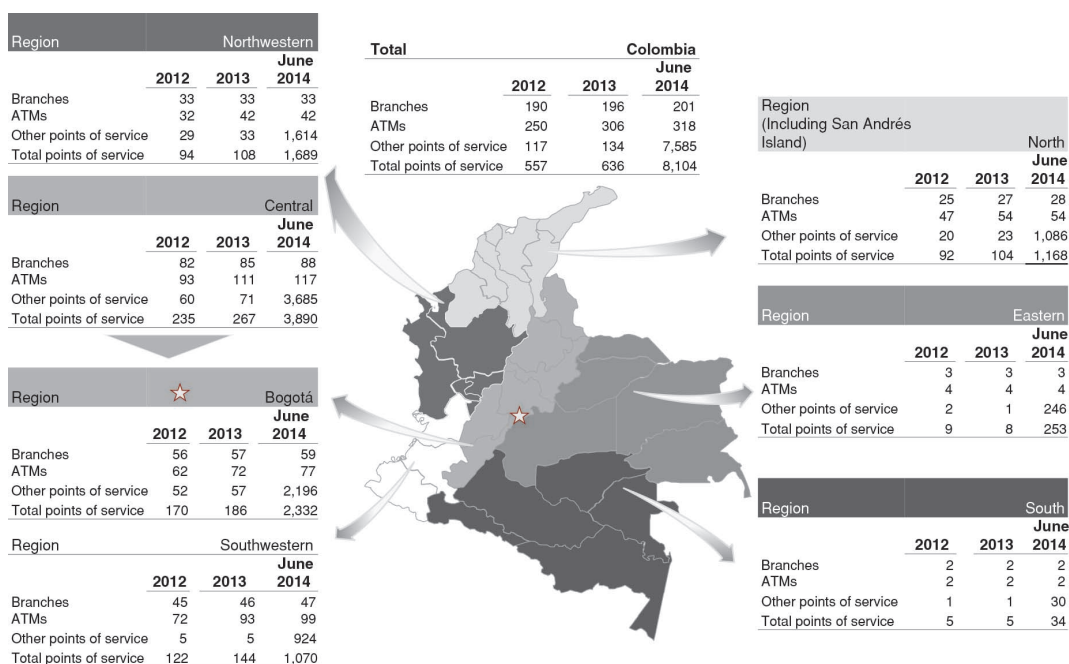 Region Northwestern
June
2012 2013 2014
Branches 33 33 33
ATMs 32 42 42
Other points of service 29 33 1,614
Total points of service 94 108 1,689
Region Central
June
2012 2013 2014
Branches 82 85 88
ATMs 93 111 117
Other points of service 60 71 3,685
Total points of service 235 267 3,890
Region Bogotá
June
2012 2013 2014
Branches 56 57 59
ATMs 62 72 77
Other points of service 52 57 2,196
Total points of service 170 186 2,332
Region Southwestern
June
2012 2013 2014
Branches 45 46 47
ATMs 72 93 99
Other points of service 5 5 924
Total points of service 122 144 1,070
Total Colombia
June
2012 2013 2014
Branches 190 196 201
ATMs 250 306 318
Other points of service 117 134 7,585
Total points of service 557 636 8,104
Region
(Including San Andrés
Island) North
June
2012 2013 2014
Branches 25 27 28
ATMs 47 54 54
Other points of service 20 23 1,086
Total points of service 92 104 1,168
Region Eastern
June
2012 2013 2014
Branches 3 3 3
ATMs 4 4 4
Other points of service 2 1 246
Total points of service 9 8 253
Region South
June
2012 2013 2014
Branches 2 2 2
ATMs 2 2 2
Other points of service 1 1 30
Total points of service 5 5 34